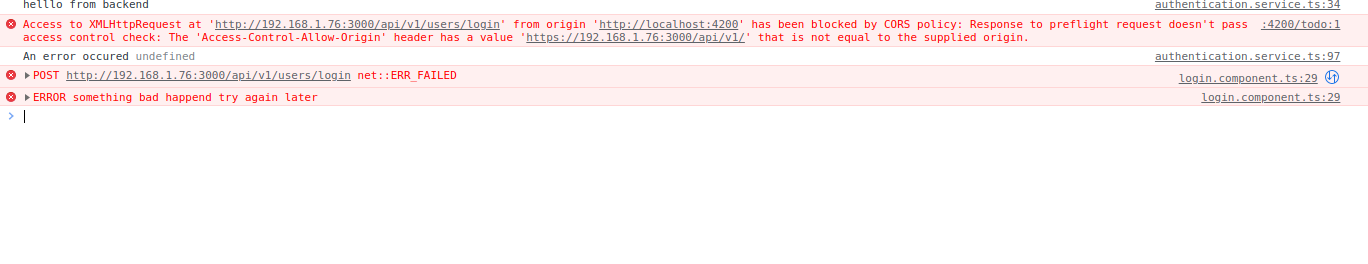 helllo from backend authentication.service.ts:34
Access to XMLHttpRequest at 'http://192.168.1.76:3000/api/v1/users/login' from origin 'http://localhost:4200' has been blocked by CORS policy: Response to preflight request doesn't pass :4200/todo:1
access control check: The 'Access-Control-Allow-Origin' header has a value 'https://192.168.1.76:3000/api/v1/' that is not equal to the supplied origin.
An error occured undefined authentication.service.ts:97
POST http://192.168.1.76:3000/api/v1/users/login net::ERR_FAILED login.component.ts:29
ERROR something bad happend try again later login.component.ts:29